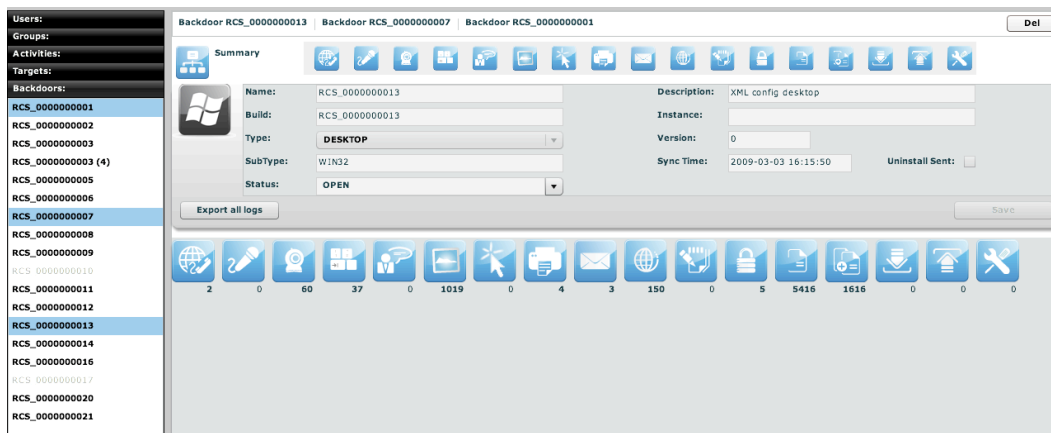 Users:
Groups:
Activities:
Targets:
Backdoors:
RCS_0000000001
RCS_0000000002
RCS_0000000003
RCS_0000000003 (4)
RCS_0000000005
RCS_0000000006
RCS_0000000007
RCS_0000000008
RCS_0000000009
RCS_0000000010
RCS_0000000011
RCS_0000000012
RCS_0000000013
RCS_0000000014
RCS_0000000016
RCS_0000000017
RCS_0000000020
RCS_0000000021
Backdoor RCS_0000000013 Backdoor RCS_0000000007 Backdoor RCS_0000000001 Del
Summary
Name: RCS_0000000013 Description: XML config desktop
Build: RCS_0000000013 Instance:
Type: DESKTOP Version: 0
SubType: WIN32 Sync Time: 2009-03-03 16:15:50 Uninstall Sent:
Status: OPEN
Export all logs Save
2 0 60 37 0 1019 0 4 3 150 0 5 5416 1616 0 0 0